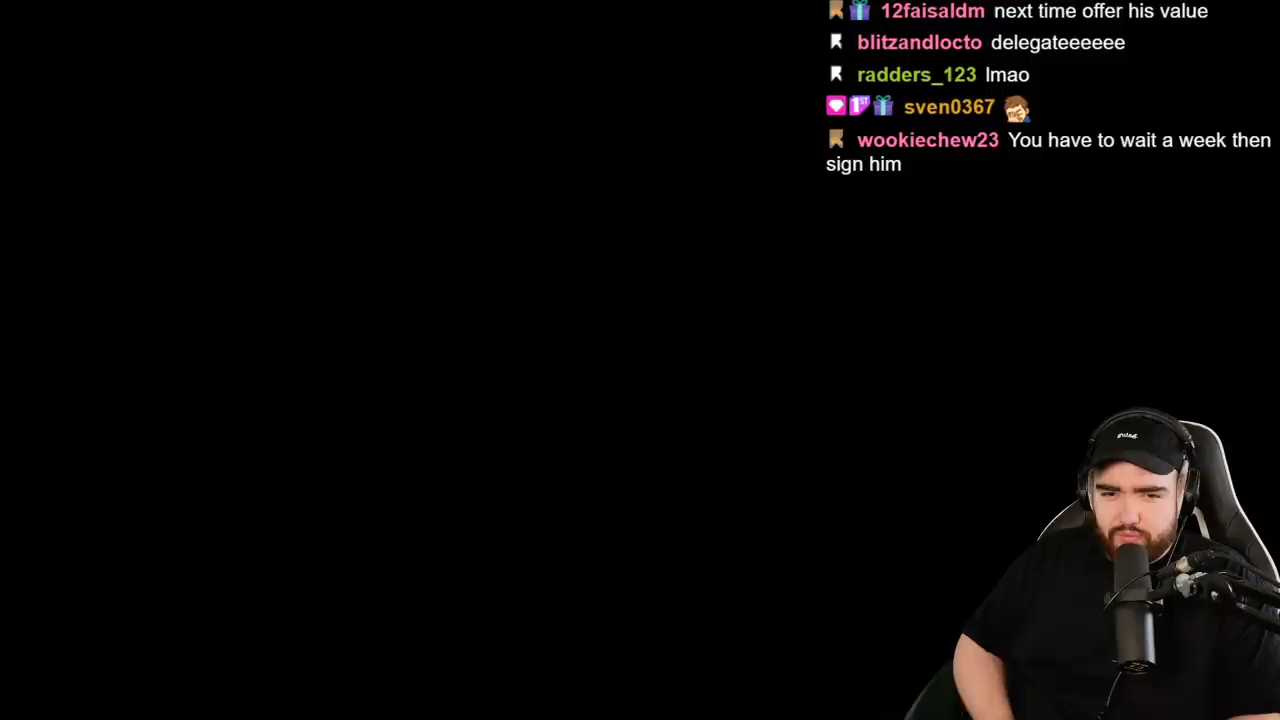 12faisaldm next time offer his value
blitzandlocto delegateeeeee
radders_123 lmao
sven0367
wookiechew23 You have to wait a week then
sign him